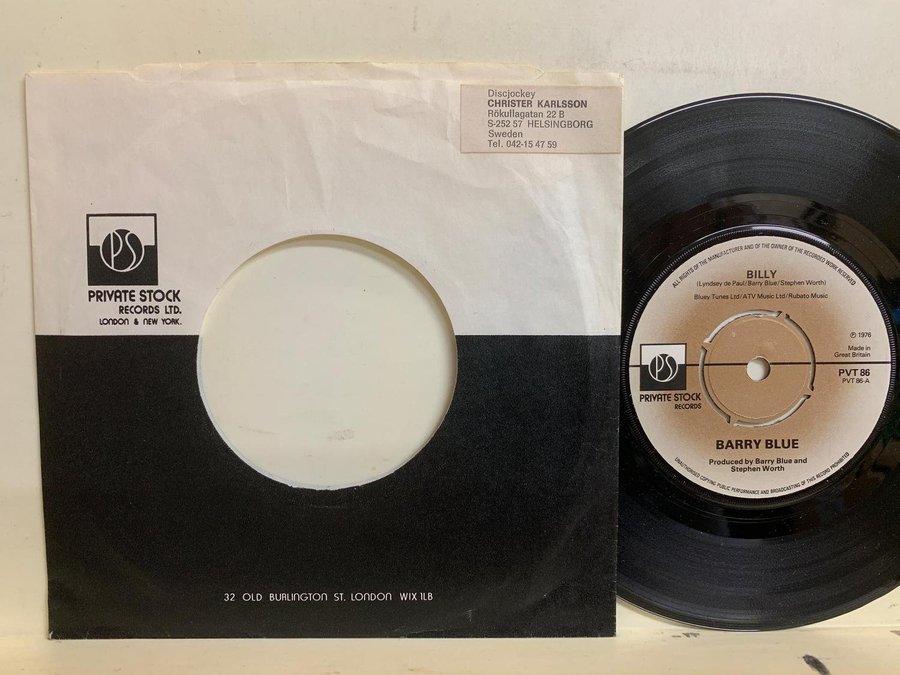 Discjockey
CHRISTER KARLSSON
Rökullagatan 22 B
S-252 57 HELSINGBORG
Sweden
Tel. 042-15 47 59
PS
PRIVATE STOCK
RECORDS LTD.
LONDON & NEW YORK.
32 OLD BURLINGTON ST. LONDON W1X 1LB
ALL RIGHTS OF THE MANUFACTURER AND OF THE OWNER OF THE RECORDED WORK RESERVED
BILLY
(Lyndsey de Paul/Barry Blue/Stephen Worth)
Bluey Tunes Ltd/ATV Music Ltd/Rubato Music
℗ 1976
Made in
Great Britain
PS
PRIVATE STOCK
RECORDS
PVT 86
PVT 86-A
BARRY BLUE
Produced by Barry Blue and
Stephen Worth
UNAUTHORISED COPYING PUBLIC PERFORMANCE AND BROADCASTING OF THIS RECORD PROHIBITED